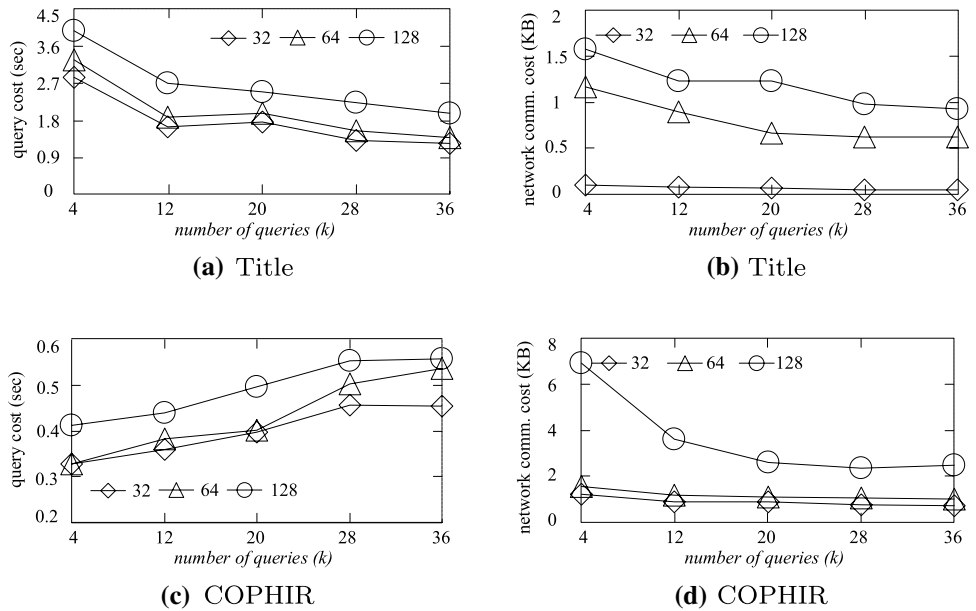 query cost (sec)
4.5
3.6
2.7
1.8
0.9
0
32 64 128
4 12 20 28 36
number of queries (k)
(a) Title
network comm. cost (KB)
2
1.5
1
0.5
0
32 64 128
4 12 20 28 36
number of queries (k)
(b) Title
query cost (sec)
0.6
0.5
0.4
0.3
0.2
32 64 128
4 12 20 28 36
number of queries (k)
(c) COPHIR
network comm. cost (KB)
8
6
4
2
0
32 64 128
4 12 20 28 36
number of queries (k)
(d) COPHIR